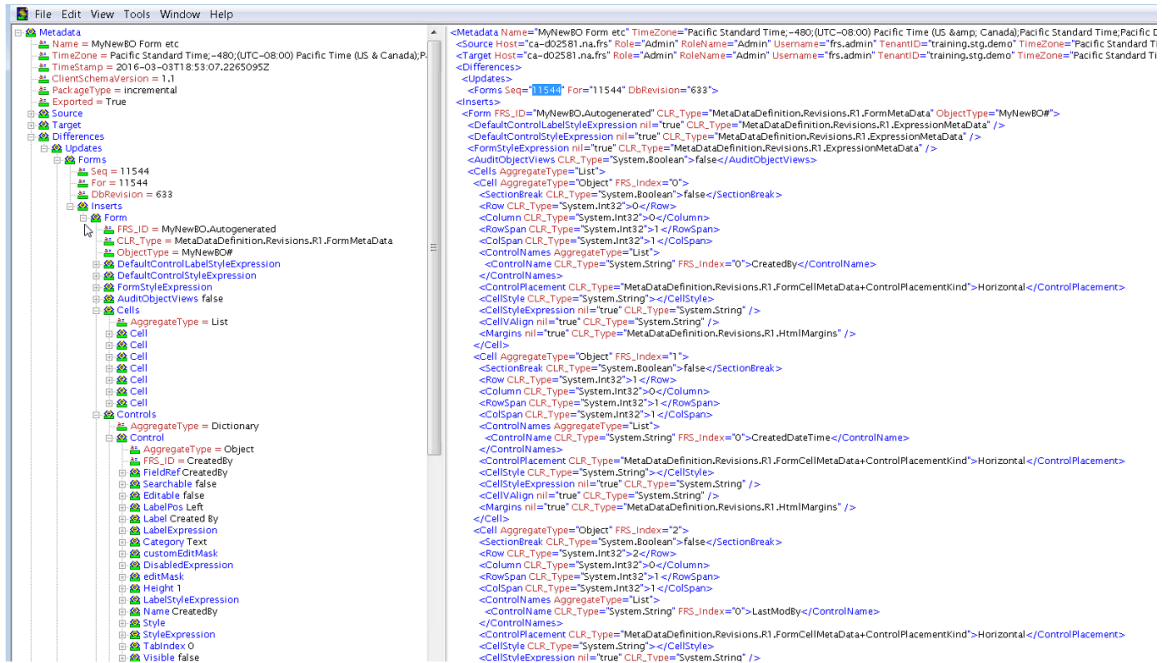 File Edit View Tools Window Help
Metadata
Name = MyNewBO Form etc
TimeZone = Pacific Standard Time;-480;(UTC-08:00) Pacific Time (US & Canada);P
TimeStamp = 2016-03-03T18:53:07.2265095Z
ClientSchemaVersion = 1.1
PackageType = incremental
Exported = True
Source
Target
Differences
Updates
Forms
Seq = 11544
For = 11544
DbRevision = 633
Inserts
Form
FRS_ID = MyNewBO.Autogenerated
CLR_Type = MetaDataDefinition.Revisions.R1.FormMetaData
ObjectType = MyNewBO#
DefaultControlLabelStyleExpression
DefaultControlStyleExpression
FormStyleExpression
AuditObjectViews false
Cells
AggregateType = List
Cell
Cell
Cell
Cell
Cell
Cell
Cell
Controls
AggregateType = Dictionary
Control
AggregateType = Object
FRS_ID = CreatedBy
FieldRef CreatedBy
Searchable false
Editable false
LabelPos Left
Label Created By
LabelExpression
Category Text
customEditMask
DisabledExpression
editMask
Height 1
LabelStyleExpression
Name CreatedBy
Style
StyleExpression
TabIndex 0
Visible false
<Metadata Name="MyNewBO Form etc" TimeZone="Pacific Standard Time;-480;(UTC-08:00) Pacific Time (US &amp; Canada);Pacific Standard Time;Pacific D
<Source Host="ca-d02581.na.frs" Role="Admin" RoleName="Admin" Username="frs.admin" TenantID="training.stg.demo" TimeZone="Pacific Standard T
<Target Host="ca-d02581.na.frs" Role="Admin" RoleName="Admin" Username="frs.admin" TenantID="training.stg.demo" TimeZone="Pacific Standard Ti
<Differences>
<Updates>
<Forms Seq="11544" For="11544" DbRevision="633">
<Inserts>
<Form FRS_ID="MyNewBO.Autogenerated" CLR_Type="MetaDataDefinition.Revisions.R1.FormMetaData" ObjectType="MyNewBO#">
<DefaultControlLabelStyleExpression nil="true" CLR_Type="MetaDataDefinition.Revisions.R1.ExpressionMetaData" />
<DefaultControlStyleExpression nil="true" CLR_Type="MetaDataDefinition.Revisions.R1.ExpressionMetaData" />
<FormStyleExpression nil="true" CLR_Type="MetaDataDefinition.Revisions.R1.ExpressionMetaData" />
<AuditObjectViews CLR_Type="System.Boolean">false</AuditObjectViews>
<Cells AggregateType="List">
<Cell AggregateType="Object" FRS_Index="0">
<SectionBreak CLR_Type="System.Boolean">false</SectionBreak>
<Row CLR_Type="System.Int32">0</Row>
<Column CLR_Type="System.Int32">0</Column>
<RowSpan CLR_Type="System.Int32">1</RowSpan>
<ColSpan CLR_Type="System.Int32">1</ColSpan>
<ControlNames AggregateType="List">
<ControlName CLR_Type="System.String" FRS_Index="0">CreatedBy</ControlName>
</ControlNames>
<ControlPlacement CLR_Type="MetaDataDefinition.Revisions.R1.FormCellMetaData+ControlPlacementKind">Horizontal</ControlPlacement>
<CellStyle CLR_Type="System.String"></CellStyle>
<CellStyleExpression nil="true" CLR_Type="System.String" />
<CellVAlign nil="true" CLR_Type="System.String" />
<Margins nil="true" CLR_Type="MetaDataDefinition.Revisions.R1.HtmlMargins" />
</Cell>
<Cell AggregateType="Object" FRS_Index="1">
<SectionBreak CLR_Type="System.Boolean">false</SectionBreak>
<Row CLR_Type="System.Int32">1</Row>
<Column CLR_Type="System.Int32">0</Column>
<RowSpan CLR_Type="System.Int32">1</RowSpan>
<ColSpan CLR_Type="System.Int32">1</ColSpan>
<ControlNames AggregateType="List">
<ControlName CLR_Type="System.String" FRS_Index="0">CreatedDateTime</ControlName>
</ControlNames>
<ControlPlacement CLR_Type="MetaDataDefinition.Revisions.R1.FormCellMetaData+ControlPlacementKind">Horizontal</ControlPlacement>
<CellStyle CLR_Type="System.String"></CellStyle>
<CellStyleExpression nil="true" CLR_Type="System.String" />
<CellVAlign nil="true" CLR_Type="System.String" />
<Margins nil="true" CLR_Type="MetaDataDefinition.Revisions.R1.HtmlMargins" />
</Cell>
<Cell AggregateType="Object" FRS_Index="2">
<SectionBreak CLR_Type="System.Boolean">false</SectionBreak>
<Row CLR_Type="System.Int32">2</Row>
<Column CLR_Type="System.Int32">0</Column>
<RowSpan CLR_Type="System.Int32">1</RowSpan>
<ColSpan CLR_Type="System.Int32">1</ColSpan>
<ControlNames AggregateType="List">
<ControlName CLR_Type="System.String" FRS_Index="0">LastModBy</ControlName>
</ControlNames>
<ControlPlacement CLR_Type="MetaDataDefinition.Revisions.R1.FormCellMetaData+ControlPlacementKind">Horizontal</ControlPlacement>
<CellStyle CLR_Type="System.String"></CellStyle>
<CellStyleExpression nil="true" CLR_Type="System.String" />